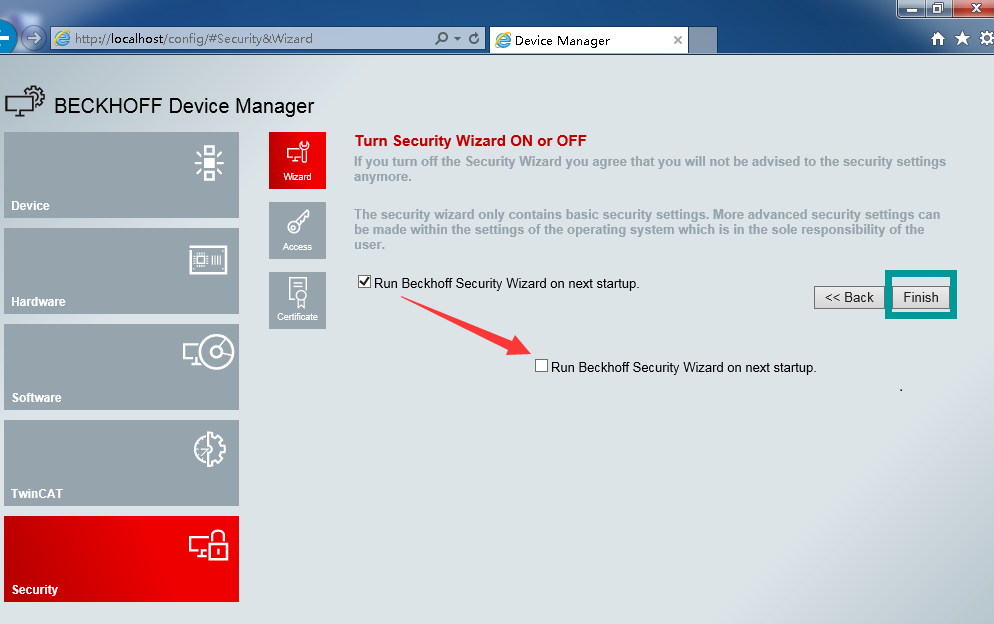 http://localhost/config/#Security&Wizard
Device Manager
BECKHOFF Device Manager
Device
Hardware
Software
TwinCAT
Security
Wizard
Access
Certificate
Turn Security Wizard ON or OFF
If you turn off the Security Wizard you agree that you will not be advised to the security settings
anymore.
The security wizard only contains basic security settings. More advanced security settings can
be made within the settings of the operating system which is in the sole responsibility of the
user.
Run Beckhoff Security Wizard on next startup.
<< Back
Finish
Run Beckhoff Security Wizard on next startup.
.